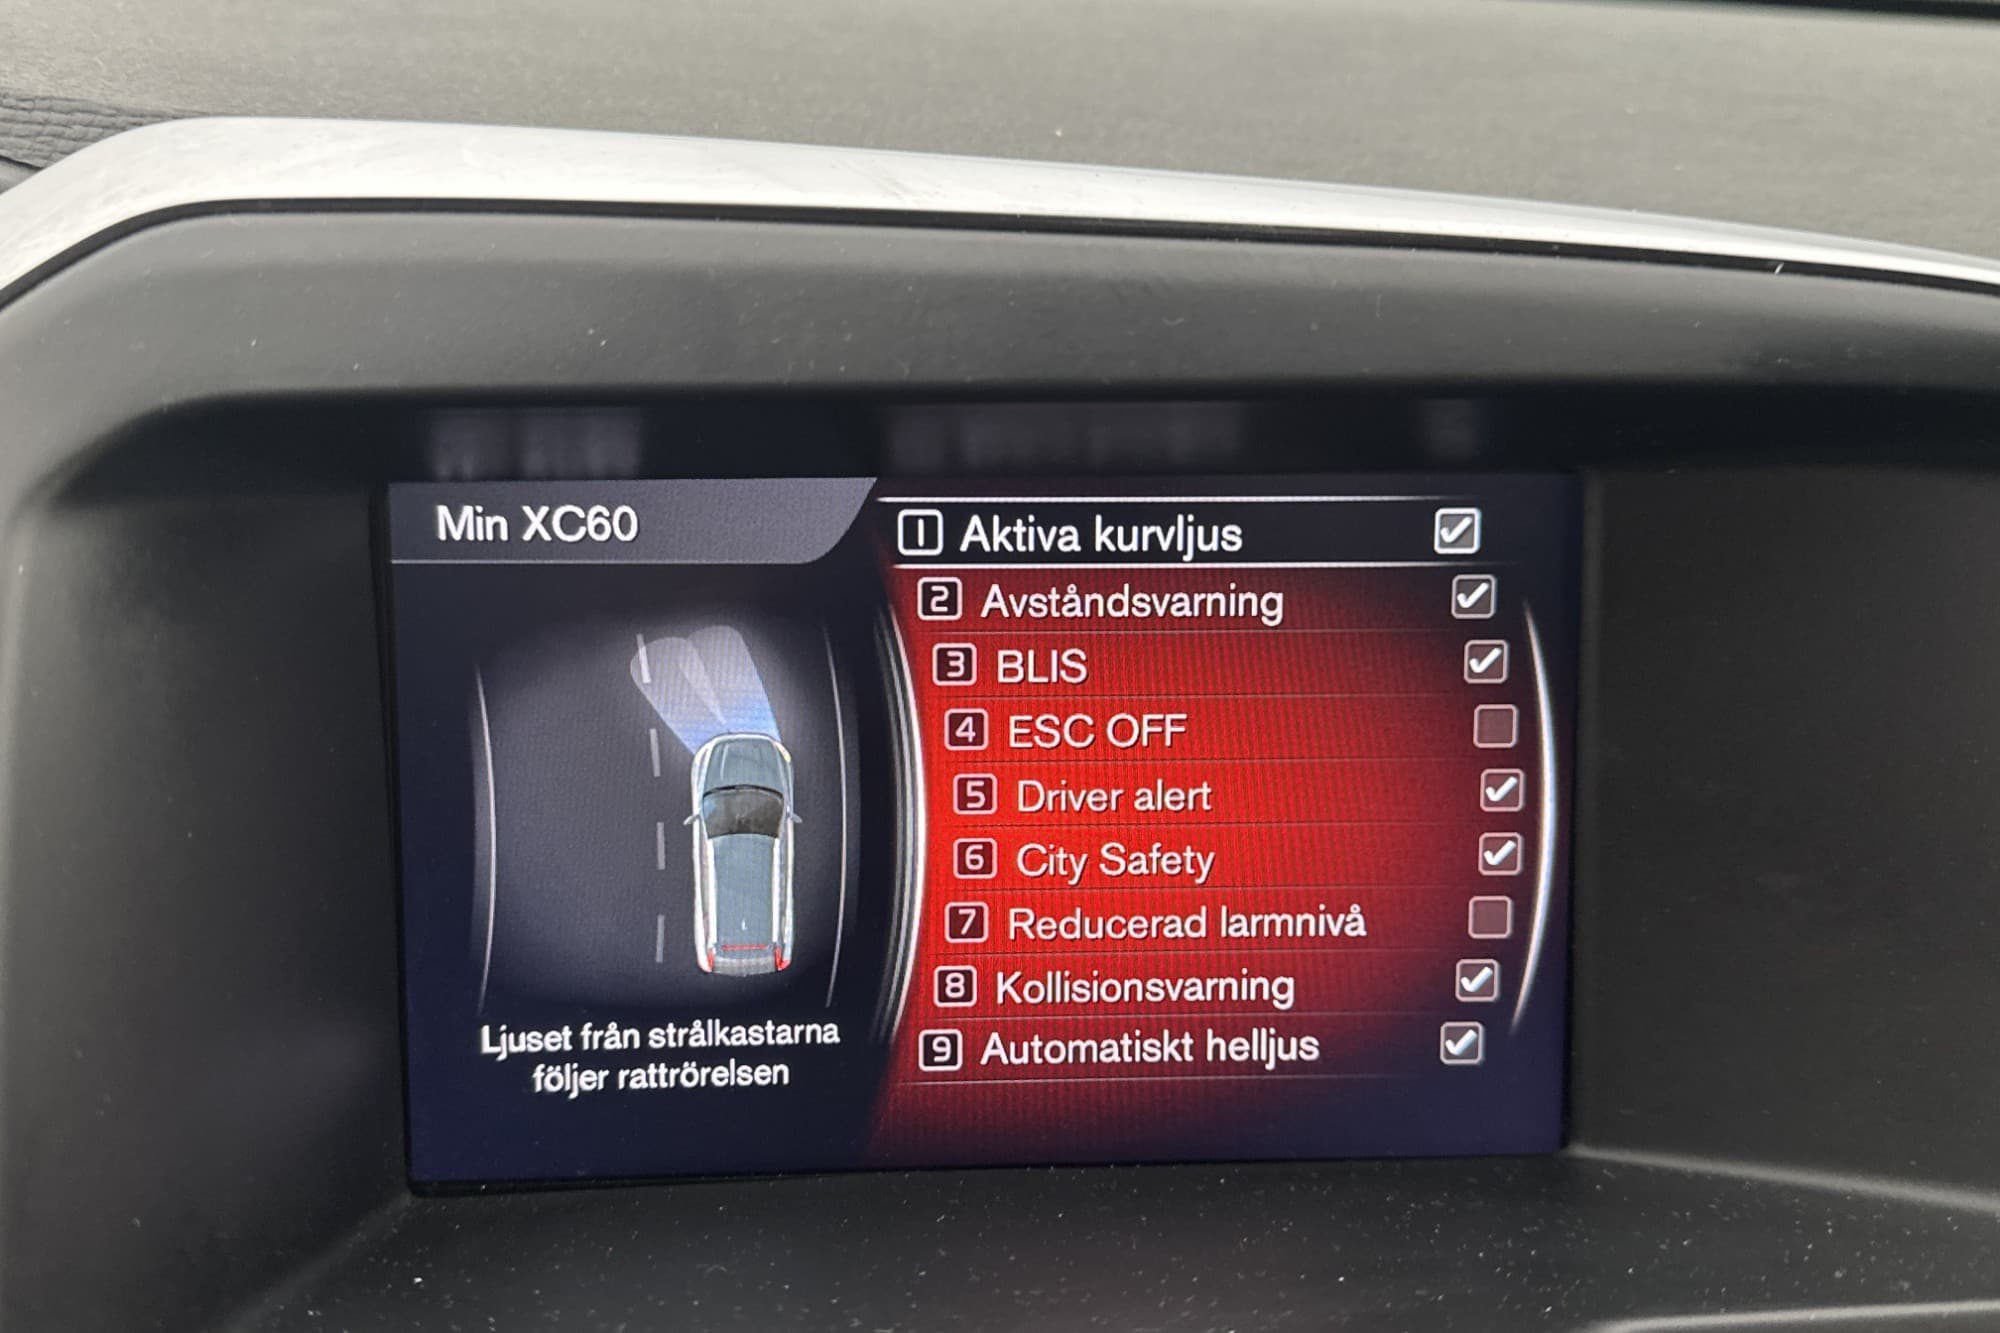 Min XC60
1 Aktiva kurvljus
2 Avståndsvarning
3 BLIS
4 ESC OFF
5 Driver alert
6 City Safety
7 Reducerad larmnivå
8 Kollisionsvarning
9 Automatiskt helljus
Ljuset från strålkastarna
följer rattrörelsen